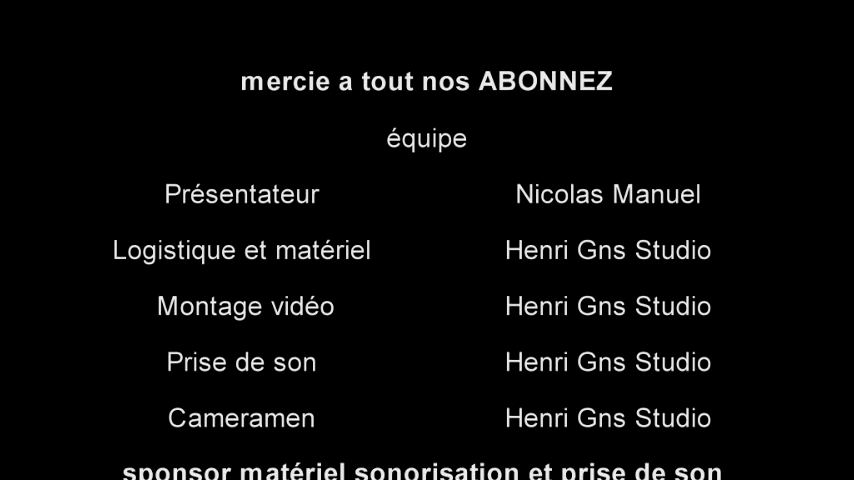 mercie a tout nos ABONNEZ
équipe
Présentateur Nicolas Manuel
Logistique et matériel Henri Gns Studio
Montage vidéo Henri Gns Studio
Prise de son Henri Gns Studio
Cameramen Henri Gns Studio
sponsor matériel sonorisation et prise de son